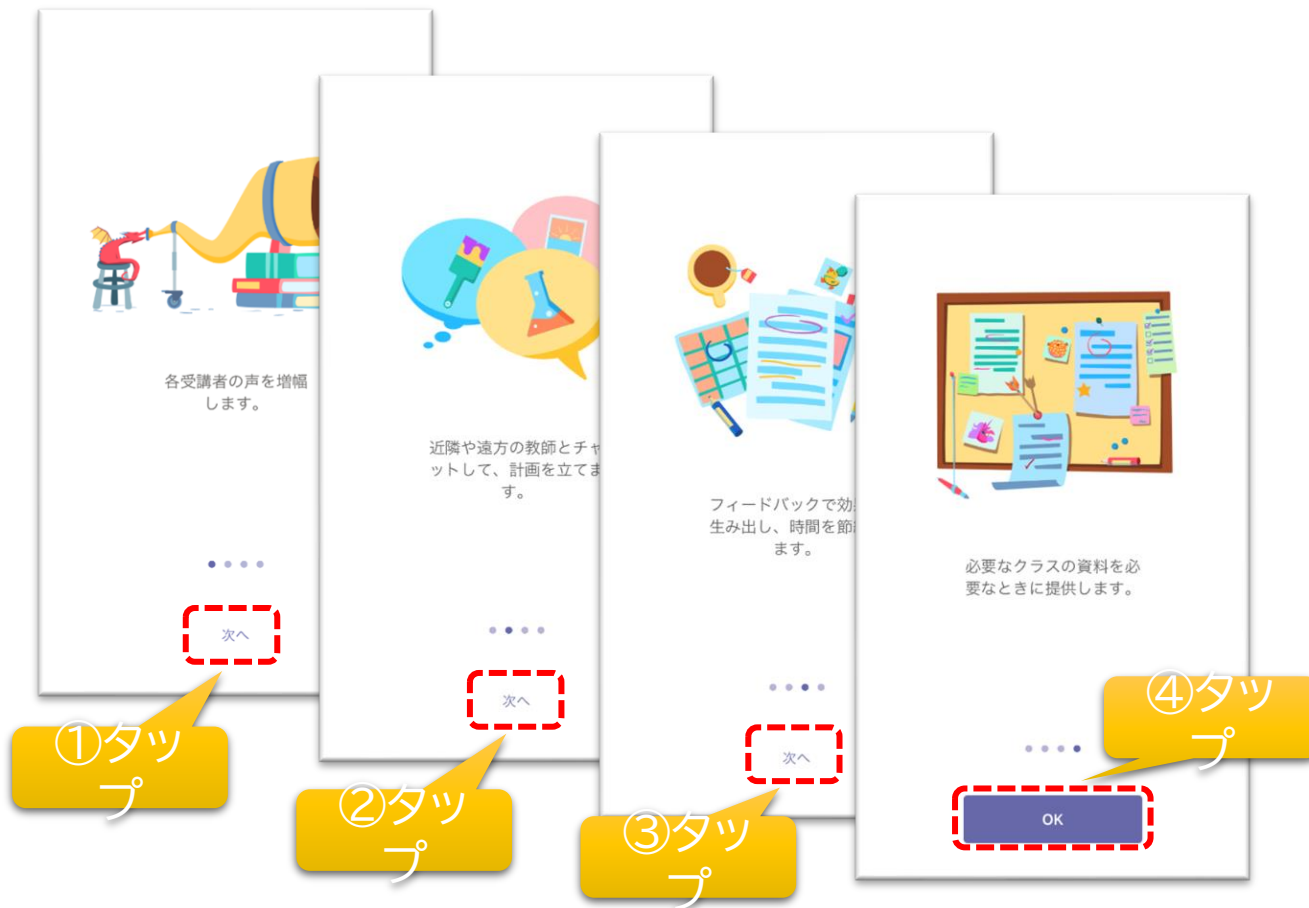 各受講者の声を増幅
します。
次へ
①タッ
プ
近隣や遠方の教師とチャ
ットして、計画を立てま
す。
次へ
②タッ
プ
フィードバックで効
生み出し、時間を節
ます。
次へ
③タッ
プ
必要なクラスの資料を必
要なときに提供します。
④タッ
プ
OK